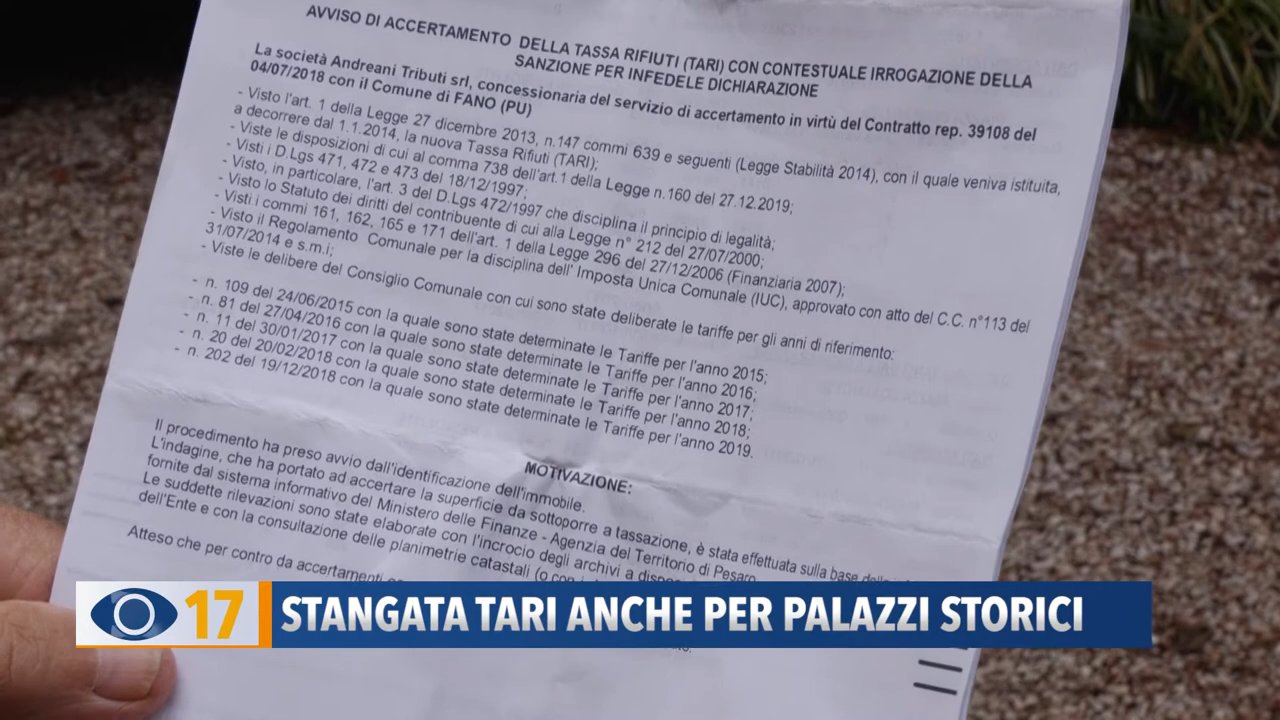 AVVISO DI ACCERTAMENTO DELLA TASSA RIFIUTI (TARI) CON CONTESTUALE IRROGAZIONE DELLA
SANZIONE PER INFEDELE DICHIARAZIONE
La società Andreani Tributi srl, concessionaria del servizio di accertamento in virtù del Contratto rep. 39108 del
04/07/2018 con il Comune di FANO (PU)
- Visto l'art. 1 della Legge 27 dicembre 2013, n.147 commi 639 e seguenti (Legge Stabilità 2014), con il quale veniva istituita,
a decorrere dal 1.1.2014, la nuova Tassa Rifiuti (TARI);
- Viste le disposizioni di cui al comma 738 dell'art.1 della Legge n.160 del 27.12.2019;
- Visti i D.Lgs 471, 472 e 473 del 18/12/1997;
- Visto, in particolare, l'art. 3 del D.Lgs 472/1997 che disciplina il principio di legalità;
- Visto lo Statuto dei diritti del contribuente di cui alla Legge n° 212 del 27/07/2000;
- Visti i commi 161, 162, 165 e 171 dell'art. 1 della Legge 296 del 27/12/2006 (Finanziaria 2007);
- Visto il Regolamento Comunale per la disciplina dell' Imposta Unica Comunale (IUC), approvato con atto del C.C. n°113 del
31/07/2014 e s.m.i;
- Viste le delibere del Consiglio Comunale con cui sono state deliberate le tariffe per gli anni di riferimento:
- n. 109 del 24/06/2015 con la quale sono state determinate le Tariffe per l'anno 2015;
- n. 81 del 27/04/2016 con la quale sono state determinate le Tariffe per l'anno 2016;
- n. 11 del 30/01/2017 con la quale sono state determinate le Tariffe per l'anno 2017;
- n. 20 del 20/02/2018 con la quale sono state determinate le Tariffe per l'anno 2018;
- n. 202 del 19/12/2018 con la quale sono state determinate le Tariffe per l'anno 2019.
MOTIVAZIONE:
Il procedimento ha preso avvio dall'identificazione dell'immobile.
L'indagine, che ha portato ad accertare la superficie da sottoporre a tassazione, è stata effettuata sulla base
fornite dal sistema informativo del Ministero delle Finanze - Agenzia del Territorio di Pesaro
Le suddette rilevazioni sono state elaborate con l'incrocio degli archivi a
dell'Ente e con la consultazione delle planimetrie catastali (o con
Atteso che per contro da accertamenti
17 STANGATA TARI ANCHE PER PALAZZI STORICI